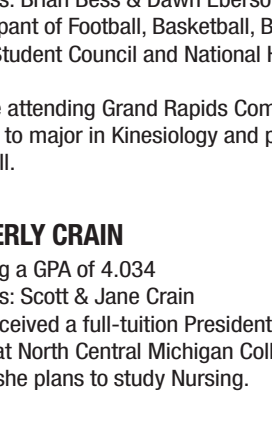 s: Brian Bess & Dawn Eberso
pant of Football, Basketball, B
Student Council and National H
e attending Grand Rapids Com
to major in Kinesiology and p
ll.
ERLY CRAIN
g a GPA of 4.034
s: Scott & Jane Crain
ceived a full-tuition President
at North Central Michigan Coll
she plans to study Nursing.